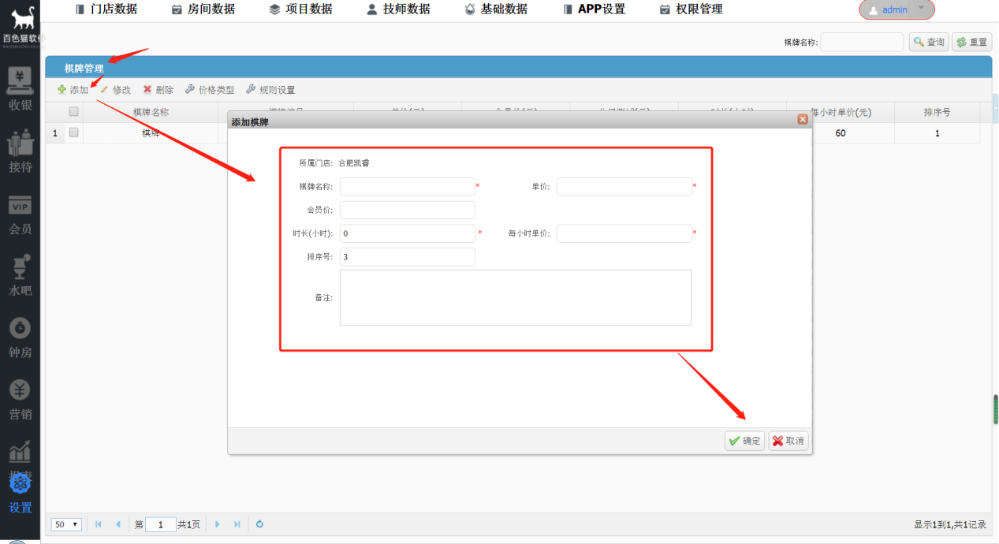 门店数据 房间数据 项目数据 技师数据 基础数据 APP设置 权限管理 admin
百色猫软件
棋牌名称: 查询 重置
棋牌管理
添加 修改 删除 价格类型 规则设置
棋牌名称 每小时单价(元) 排序号
1 棋牌 60 1
添加棋牌
所属门店: 合肥凯睿
棋牌名称: * 单价: *
会员价:
时长(小时): 0 * 每小时单价: *
排序号: 3
备注:
确定 取消
收银
接待
VIP
会员
水吧
钟房
营销
设置
50 第 1 共1页 显示1到1,共1记录